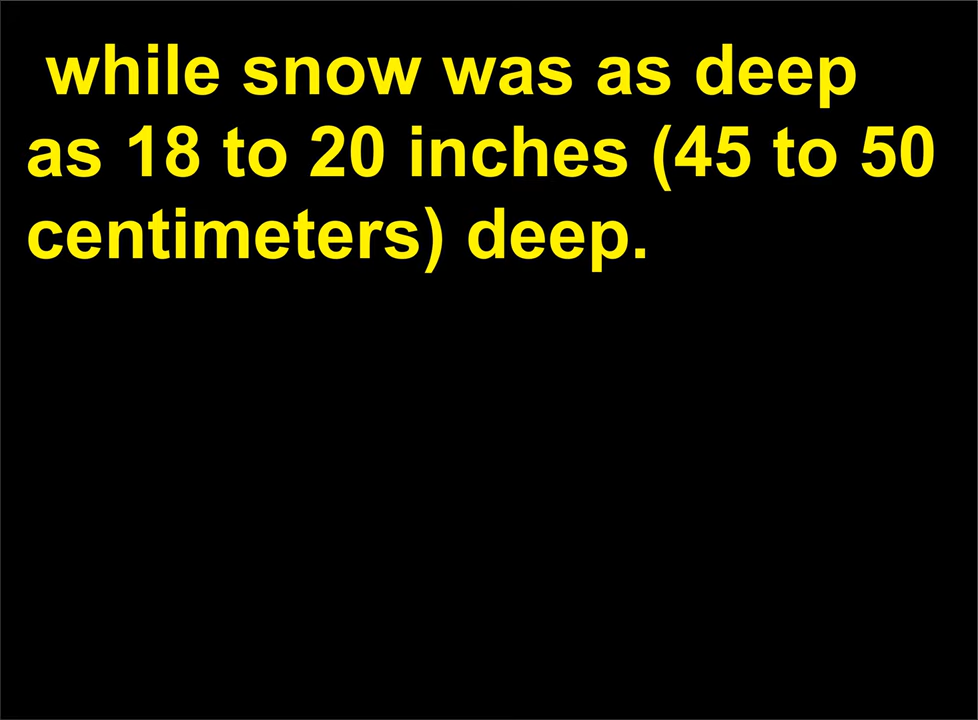 while snow was as deep
as 18 to 20 inches (45 to 50
centimeters) deep.